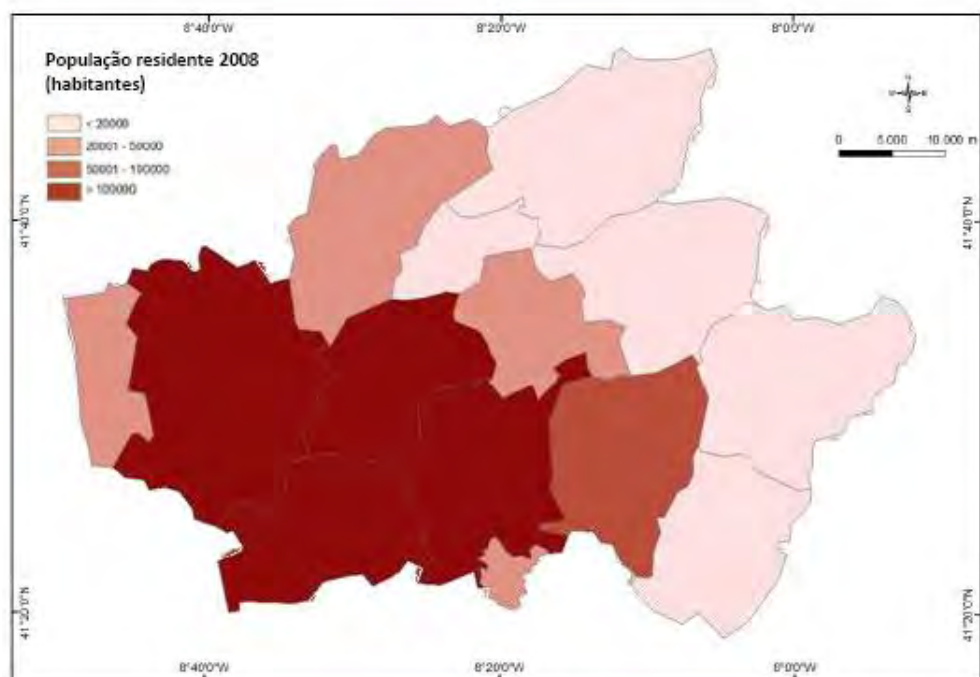 8°40'0"W 8°20'0"W 8°0'0"W
População residente 2008
(habitantes)
< 20000
20001 - 50000
50001 - 100000
> 100000
0 5.000 10.000 m
41°40'0"N 41°40'0"N
41°20'0"N 41°20'0"N
8°40'0"W 8°20'0"W 8°0'0"W